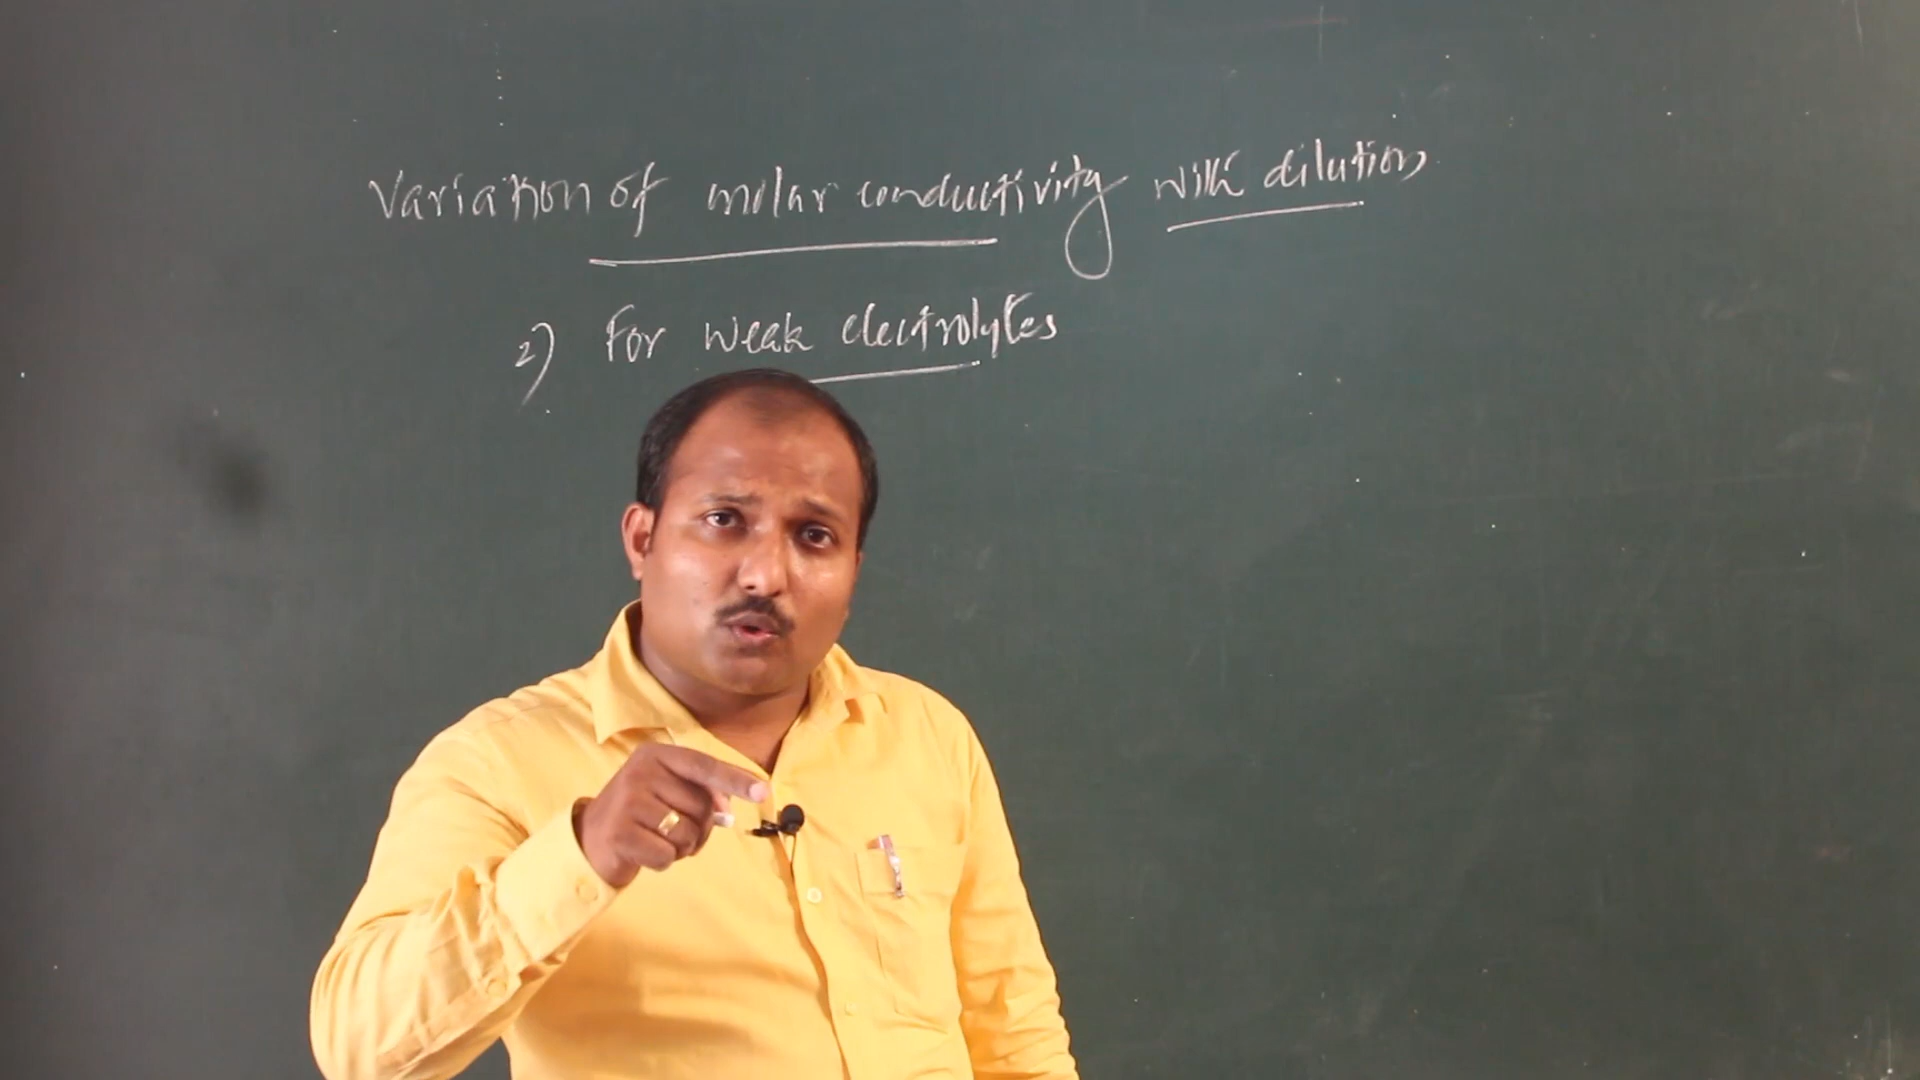 Variation of molar conductivity with dilution
2) For weak electrolytes